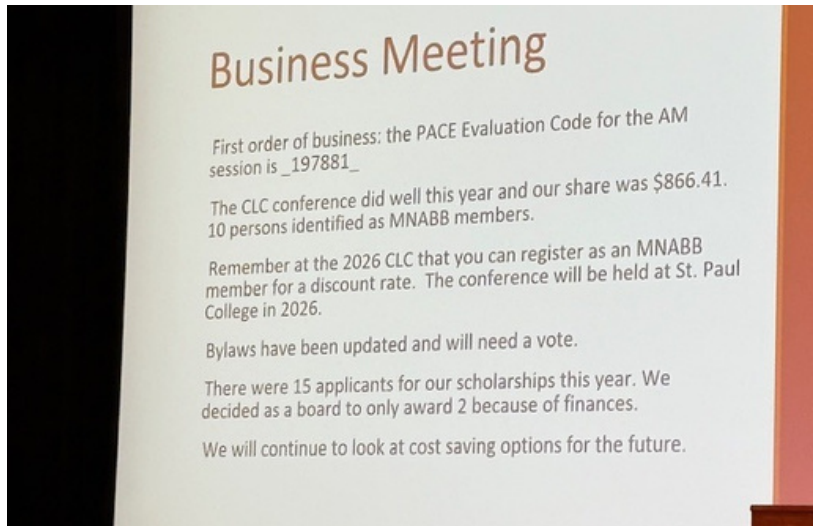 Business Meeting
First order of business: the PACE Evaluation Code for the AM
session is _197881_
The CLC conference did well this year and our share was $866.41.
10 persons identified as MNABB members.
Remember at the 2026 CLC that you can register as an MNABB
member for a discount rate.  The conference will be held at St. Paul
College in 2026.
Bylaws have been updated and will need a vote.
There were 15 applicants for our scholarships this year. We
decided as a board to only award 2 because of finances.
We will continue to look at cost saving options for the future.